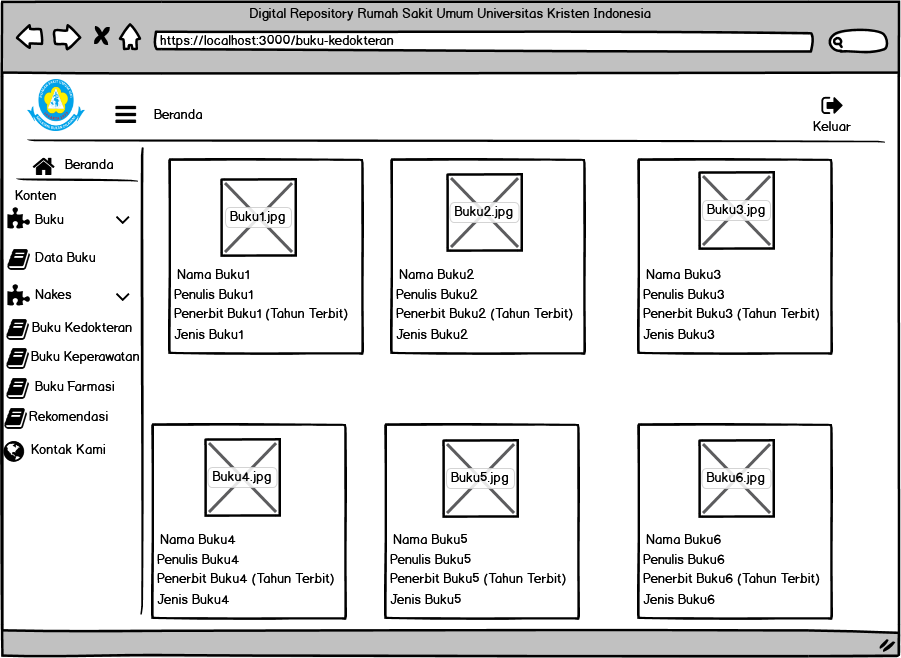 Digital Repository Rumah Sakit Umum Universitas Kristen Indonesia
https://localhost:3000/buku-kedokteran
Beranda
Keluar
Beranda
Konten
Buku
Data Buku
Nakes
Buku Kedokteran
Buku Keperawatan
Buku Farmasi
Rekomendasi
Kontak Kami
Buku1.jpg
Nama Buku1
Penulis Buku1
Penerbit Buku1 (Tahun Terbit)
Jenis Buku1
Buku2.jpg
Nama Buku2
Penulis Buku2
Penerbit Buku2 (Tahun Terbit)
Jenis Buku2
Buku3.jpg
Nama Buku3
Penulis Buku3
Penerbit Buku3 (Tahun Terbit)
Jenis Buku3
Buku4.jpg
Nama Buku4
Penulis Buku4
Penerbit Buku4 (Tahun Terbit)
Jenis Buku4
Buku5.jpg
Nama Buku5
Penulis Buku5
Penerbit Buku5 (Tahun Terbit)
Jenis Buku5
Buku6.jpg
Nama Buku6
Penulis Buku6
Penerbit Buku6 (Tahun Terbit)
Jenis Buku6